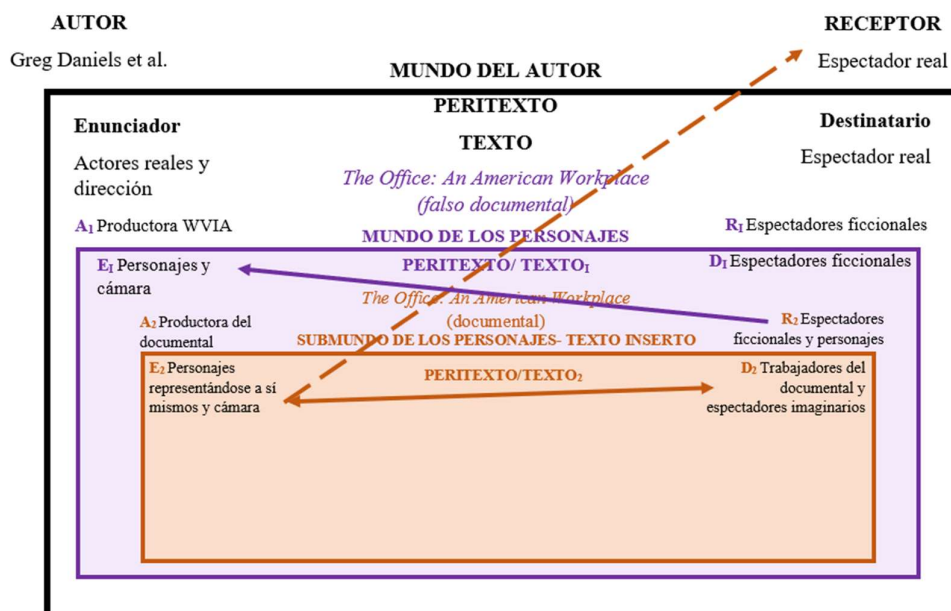 AUTOR
Greg Daniels et al.
RECEPTOR
Espectador real
MUNDO DEL AUTOR
PERITEXTO
TEXTO
Enunciador
Actores reales y
dirección
Destinatario
Espectador real
The Office: An American Workplace
(falso documental)
A1 Productora WVIA
RI Espectadores ficcionales
MUNDO DE LOS PERSONAJES
EI Personajes y
cámara
PERITEXTO/ TEXTOI
DI Espectadores ficcionales
The Office: An American Workplace
(documental)
A2 Productora del
documental
R2 Espectadores
ficcionales y personajes
SUBMUNDO DE LOS PERSONAJES- TEXTO INSERTO
E2 Personajes
representándose a sí
mismos y cámara
PERITEXTO/TEXTO2
D2 Trabajadores del
documental y
espectadores imaginarios